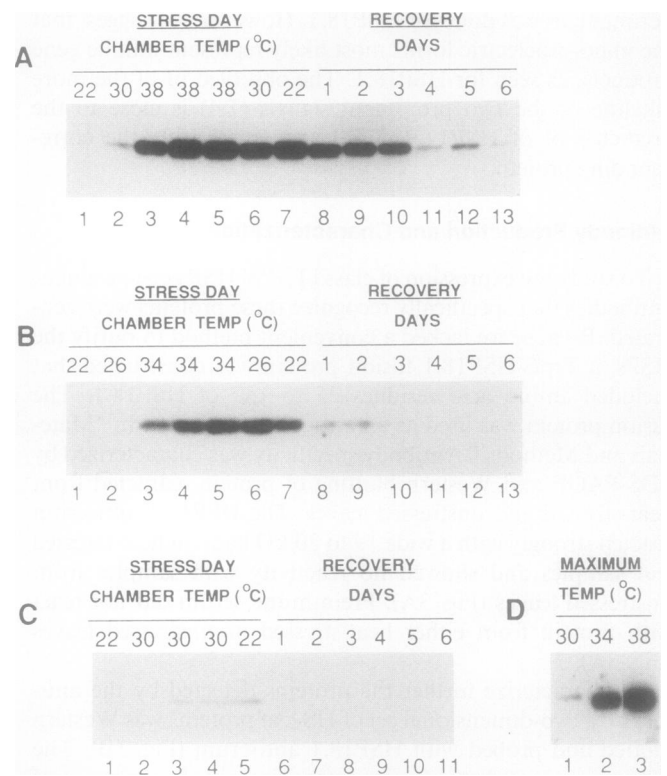 A
STRESS DAY RECOVERY
CHAMBER TEMP (°C) DAYS
22 30 38 38 38 30 22 1 2 3 4 5 6
1 2 3 4 5 6 7 8 9 10 11 12 13
B
STRESS DAY RECOVERY
CHAMBER TEMP (°C) DAYS
22 26 34 34 34 26 22 1 2 3 4 5 6
1 2 3 4 5 6 7 8 9 10 11 12 13
C
STRESS DAY RECOVERY
CHAMBER TEMP (°C) DAYS
22 30 30 30 22 1 2 3 4 5 6
1 2 3 4 5 6 7 8 9 10 11
D
MAXIMUM
TEMP (°C)
30 34 38
1 2 3